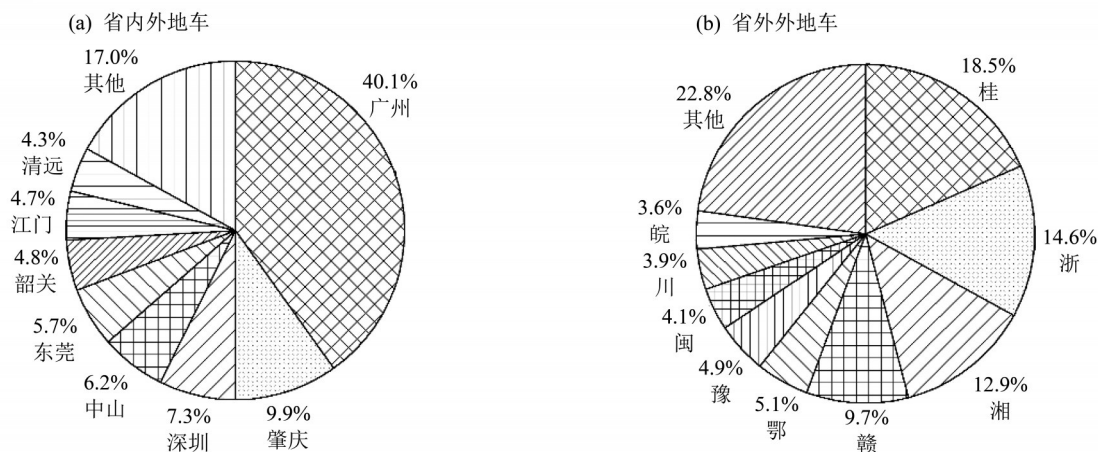 (a) 省内外地车
40.1%
广州
9.9%
肇庆
7.3%
深圳
6.2%
中山
5.7%
东莞
4.8%
韶关
4.7%
江门
4.3%
清远
17.0%
其他
(b) 省外外地车
18.5%
桂
14.6%
浙
12.9%
湘
9.7%
赣
5.1%
鄂
4.9%
豫
4.1%
闽
3.9%
川
3.6%
皖
22.8%
其他